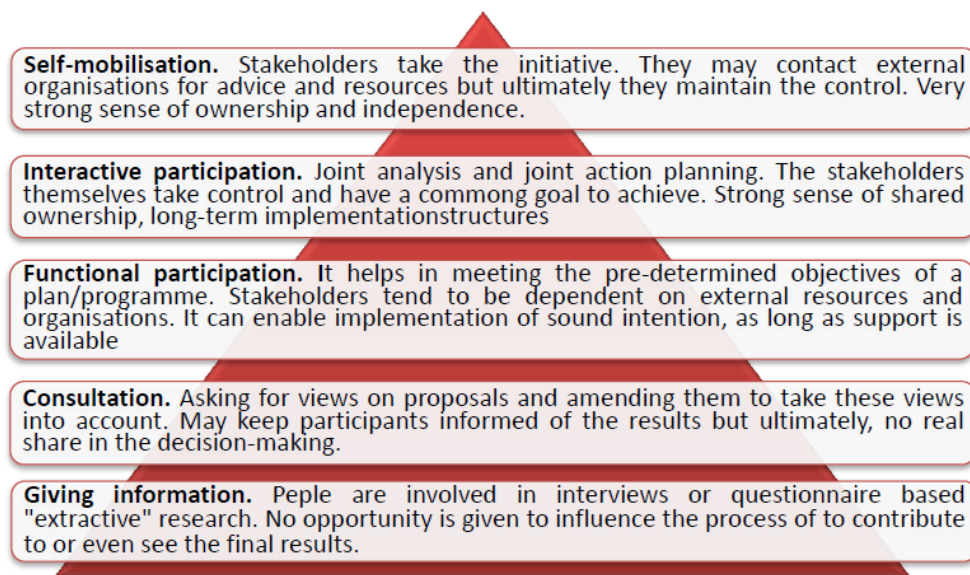 Self-mobilisation. Stakeholders take the initiative. They may contact external
organisations for advice and resources but ultimately they maintain the control. Very
strong sense of ownership and independence.
Interactive participation. Joint analysis and joint action planning. The stakeholders
themselves take control and have a commong goal to achieve. Strong sense of shared
ownership, long-term implementationstructures
Functional participation. It helps in meeting the pre-determined objectives of a
plan/programme. Stakeholders tend to be dependent on external resources and
organisations. It can enable implementation of sound intention, as long as support is
available
Consultation. Asking for views on proposals and amending them to take these views
into account. May keep participants informed of the results but ultimately, no real
share in the decision-making.
Giving information. Peple are involved in interviews or questionnaire based
"extractive" research. No opportunity is given to influence the process of to contribute
to or even see the final results.